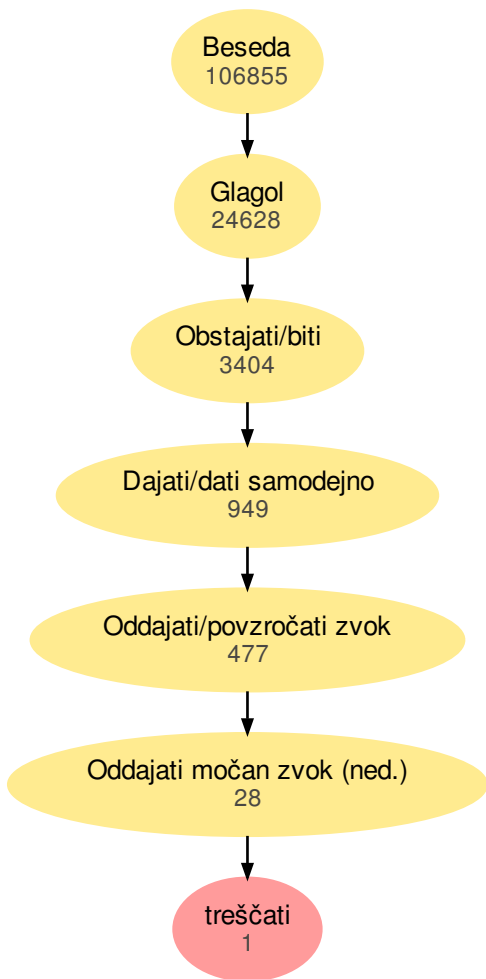 Beseda
106855
Glagol
24628
Obstajati/biti
3404
Dajati/dati samodejno
949
Oddajati/povzročati zvok
477
Oddajati močan zvok (ned.)
28
treščati
1